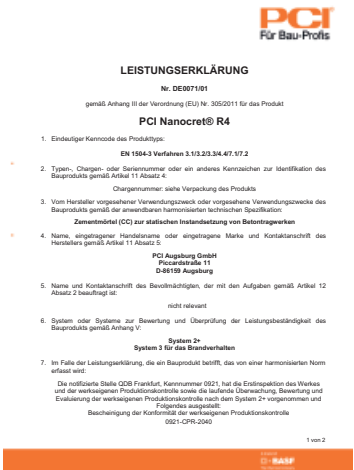 PCI
Für Bau-Profis
LEISTUNGSERKLÄRUNG
Nr. DE0071/01
gemäß Anhang III der Verordnung (EU) Nr. 305/2011 für das Produkt
PCI Nanocret® R4
1. Eindeutiger Kenncode des Produkttyps:
EN 1504-3 Verfahren 3.1/3.2/3.3/4.4/7.1/7.2
2. Typen-, Chargen- oder Seriennummer oder ein anderes Kennzeichen zur Identifikation des
Bauprodukts gemäß Artikel 11 Absatz 4:
Chargennummer: siehe Verpackung des Produkts
3. Vom Hersteller vorgesehener Verwendungszweck oder vorgesehene Verwendungszwecke des
Bauprodukts gemäß der anwendbaren harmonisierten technischen Spezifikation:
Zementmörtel (CC) zur statischen Instandsetzung von Betontragwerken
4. Name, eingetragener Handelsname oder eingetragene Marke und Kontaktanschrift des
Herstellers gemäß Artikel 11 Absatz 5:
PCI Augsburg GmbH
Piccardstraße 11
D-86159 Augsburg
5. Name und Kontaktanschrift des Bevollmächtigten, der mit den Aufgaben gemäß Artikel 12
Absatz 2 beauftragt ist:
nicht relevant
6. System oder Systeme zur Bewertung und Überprüfung der Leistungsbeständigkeit des
Bauprodukts gemäß Anhang V:
System 2+
System 3 für das Brandverhalten
7. Im Falle der Leistungserklärung, die ein Bauprodukt betrifft, das von einer harmonisierten Norm
erfasst wird:
Die notifizierte Stelle QDB Frankfurt, Kennnummer 0921, hat die Erstinspektion des Werkes
und der werkseigenen Produktionskontrolle sowie die laufende Überwachung, Bewertung und
Evaluierung der werkseigenen Produktionskontrolle nach dem System 2+ vorgenommen und
Folgendes ausgestellt:
Bescheinigung der Konformität der werkseigenen Produktionskontrolle
0921-CPR-2040
1 von 2
BASF